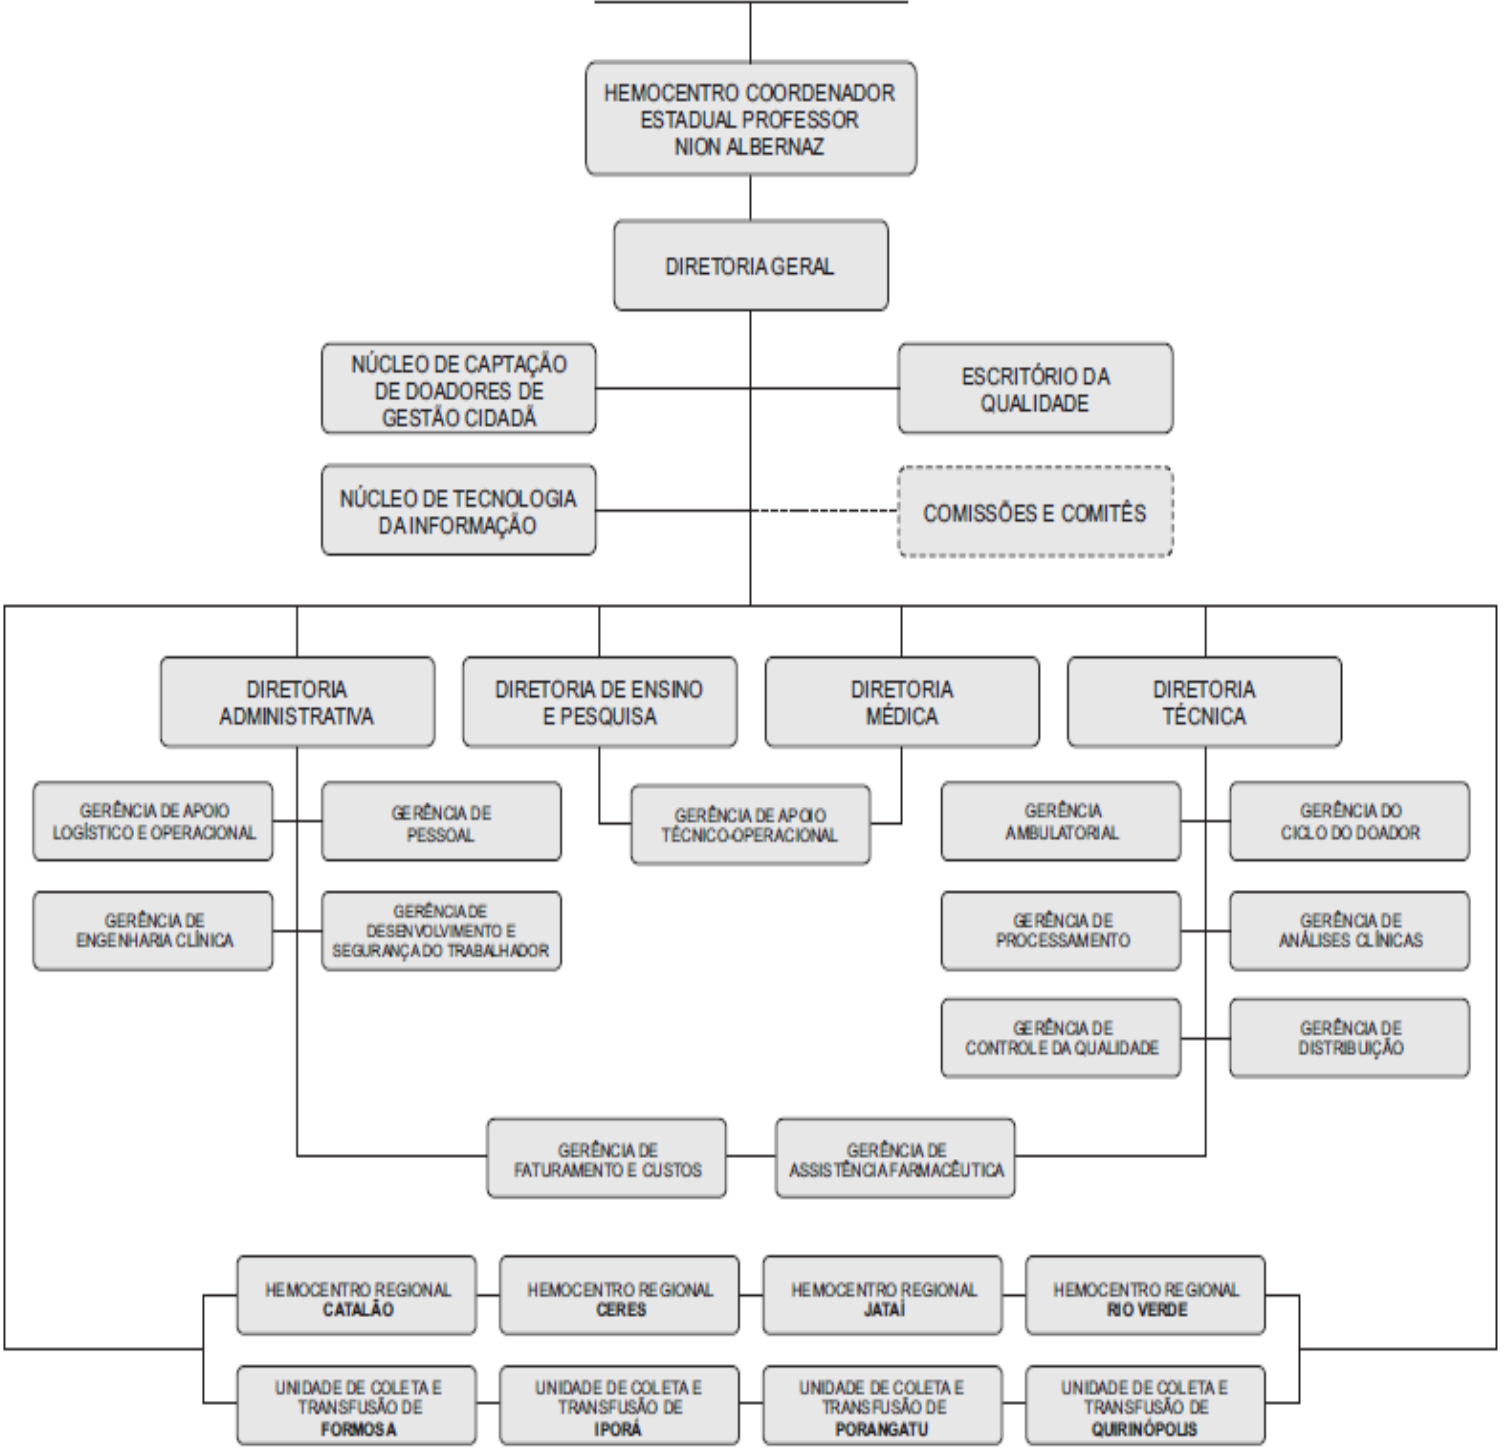 HEMOCENTRO COORDENADOR
ESTADUAL PROFESSOR
NION ALBERNAZ
DIRETORIA GERAL
NÚCLEO DE CAPTAÇÃO
DE DOADORES DE
GESTÃO CIDADÃ
ESCRITÓRIO DA
QUALIDADE
NÚCLEO DE TECNOLOGIA
DA INFORMAÇÃO
COMISSÕES E COMITÊS
DIRETORIA
ADMINISTRATIVA
DIRETORIA DE ENSINO
E PESQUISA
DIRETORIA
MÉDICA
DIRETORIA
TÉCNICA
GERÊNCIA DE APOIO
LOGÍSTICO E OPERACIONAL
GERÊNCIA DE
PESSOAL
GERÊNCIA DE APOIO
TÉCNICO-OPERACIONAL
GERÊNCIA
AMBULATORIAL
GERÊNCIA DO
CICLO DO DOADOR
GERÊNCIA DE
ENGENHARIA CLÍNICA
GERÊNCIA DE
DESENVOLVIMENTO E
SEGURANÇA DO TRABALHADOR
GERÊNCIA DE
PROCESSAMENTO
GERÊNCIA DE
ANÁLISES CLÍNICAS
GERÊNCIA DE
CONTROLE DA QUALIDADE
GERÊNCIA DE
DISTRIBUIÇÃO
GERÊNCIA DE
FATURAMENTO E CUSTOS
GERÊNCIA DE
ASSISTÊNCIA FARMACÊUTICA
HEMOCENTRO REGIONAL
CATALÃO
HEMOCENTRO REGIONAL
CERES
HEMOCENTRO REGIONAL
JATAÍ
HEMOCENTRO REGIONAL
RIO VERDE
UNIDADE DE COLETA E
TRANSFUSÃO DE
FORMOSA
UNIDADE DE COLETA E
TRANSFUSÃO DE
IPORÁ
UNIDADE DE COLETA E
TRANSFUSÃO DE
PORANGATU
UNIDADE DE COLETA E
TRANSFUSÃO DE
QUIRINÓPOLIS